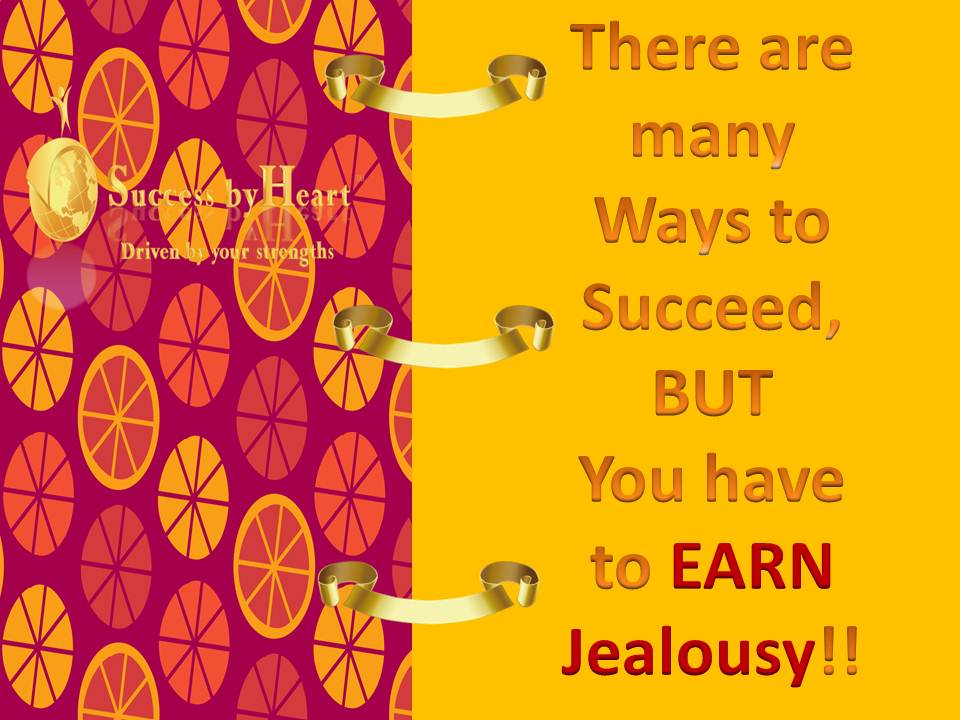 Success by Heart
Driven by your strengths
There are
many
Ways to
Succeed,
BUT
You have
to EARN
Jealousy!!